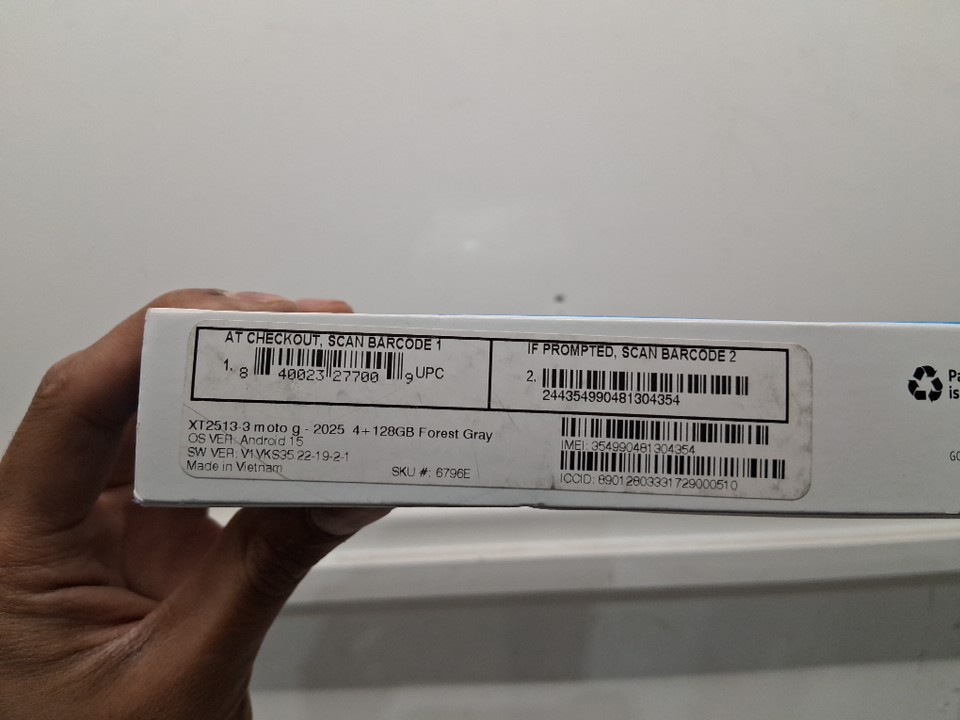 AT CHECKOUT, SCAN BARCODE 1
1. 8 40023 27700 9 UPC
IF PROMPTED, SCAN BARCODE 2
2.
244354990481304354
XT2513-3 moto g - 2025 4+128GB Forest Gray
OS VER: Android 15
SW VER: V1VKS35.22-19-2-1
Made in Vietnam
SKU #: 6796E
IMEI: 354990481304354
ICCID: 89012803331729000510